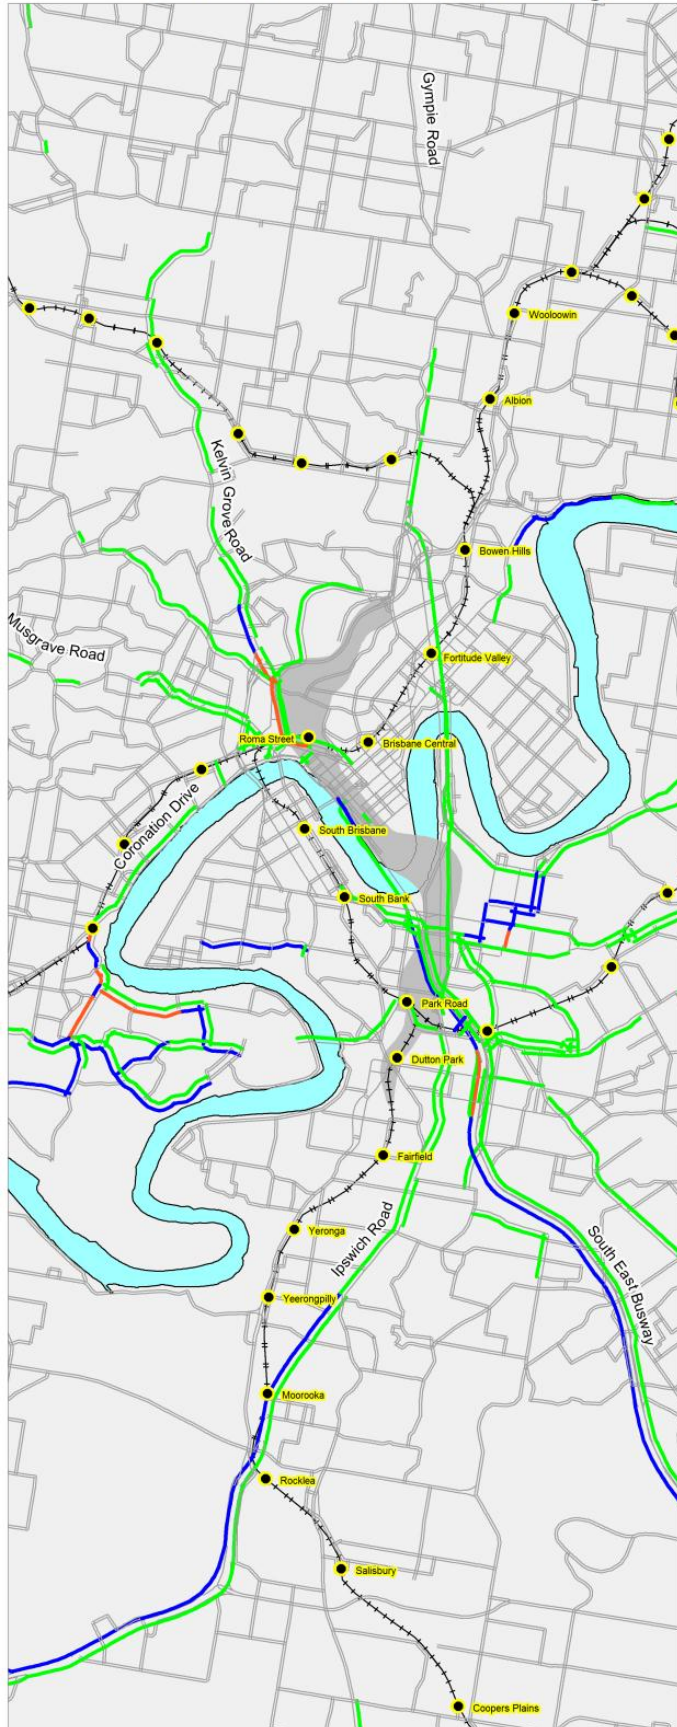 Gympie Road
Wooloowin
Albion
Kelvin Grove Road
Bowen Hills
Musgrave Road
Fortitude Valley
Roma Street
Brisbane Central
Coronation Drive
South Brisbane
South Bank
Park Road
Dutton Park
Fairfield
Ipswich Road
Yeronga
South East Busway
Yeerongpilly
Moorooka
Rocklea
Salisbury
Coopers Plains